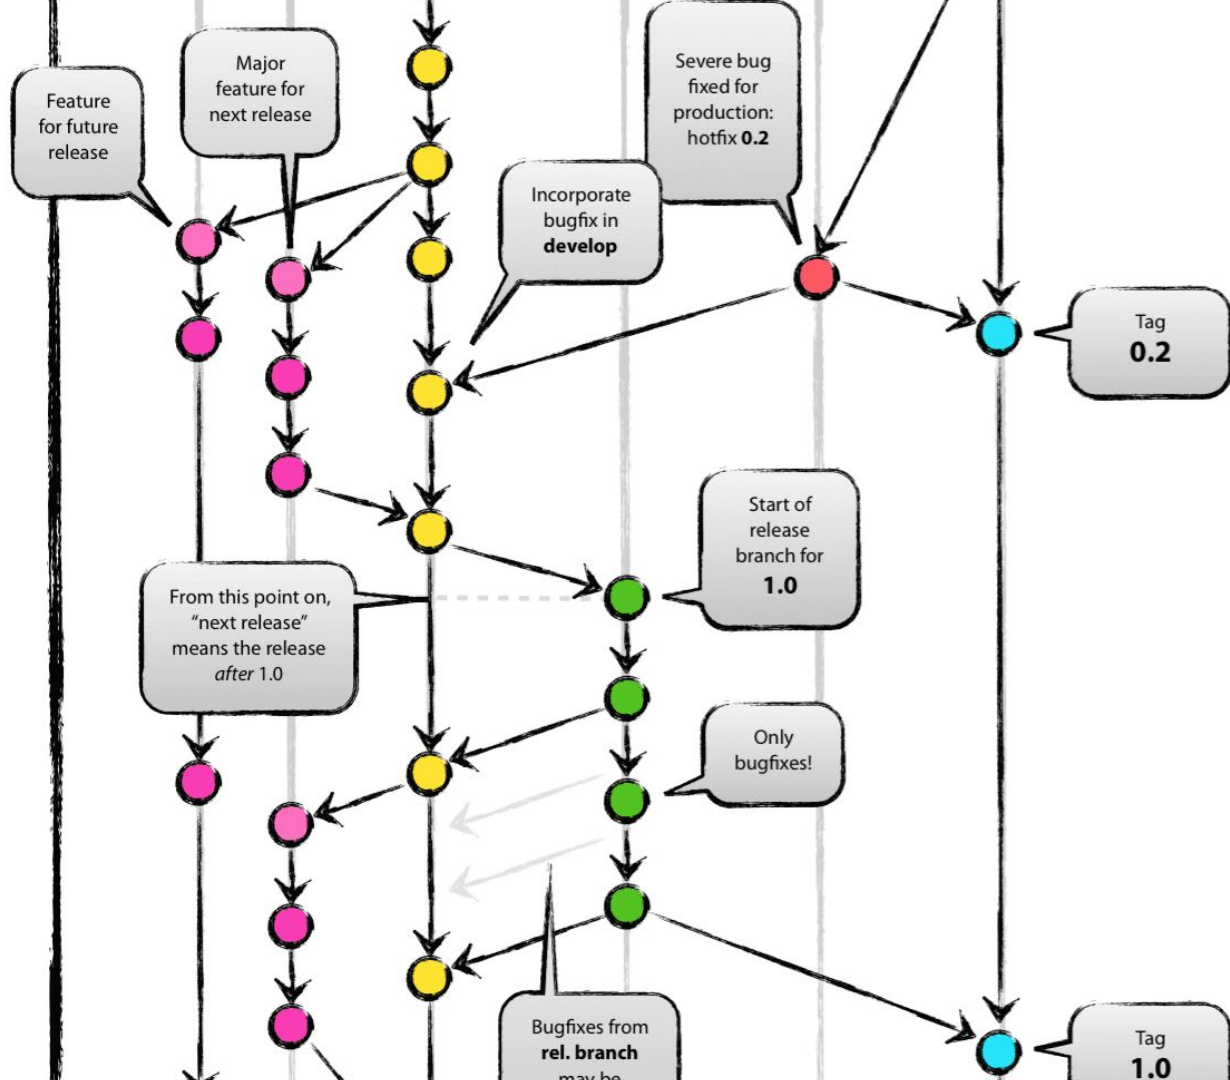 Feature
for future
release
Major
feature for
next release
Severe bug
fixed for
production:
hotfix 0.2
Incorporate
bugfix in
develop
Tag
0.2
Start of
release
branch for
1.0
From this point on,
“next release”
means the release
after 1.0
Only
bugfixes!
Bugfixes from
rel. branch
may be
Tag
1.0